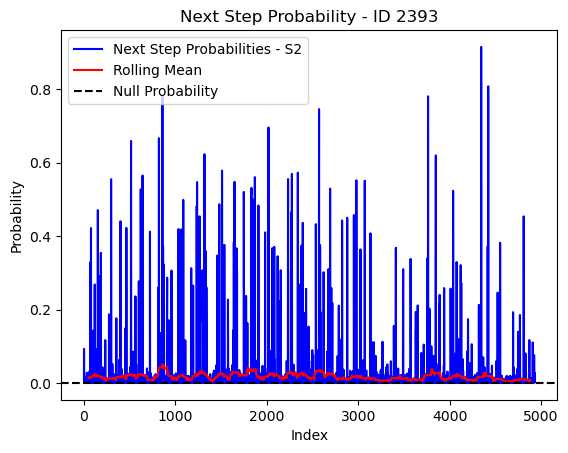 Next Step Probability - ID 2393
Next Step Probabilities - S2
Rolling Mean
Null Probability
Probability
0.8
0.6
0.4
0.2
0.0
0
1000
2000
3000
4000
5000
Index